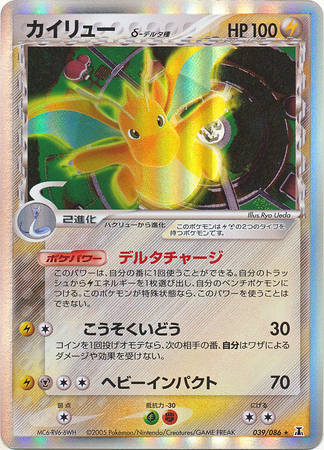 カイリュー δ-デルタ種 HP100
Illus.Ryo Ueda
2進化 ハクリューから進化
このポケモンは の2つのタイプを
持つポケモンです。
ポケパワー デルタチャージ
このパワーは、自分の番に1回使うことができる。自分のトラッ
シュから エネルギーを1枚選び出し、自分のベンチポケモンに
つける。このポケモンが特殊状態なら、このパワーを使うことは
できない。
こうそくいどう 30
コインを1回投げオモテなら、次の相手の番、自分はワザによる
ダメージや効果を受けない。
ヘビーインパクト 70
弱点 抵抗力 -30 にげる
MC6-RV6-6WH ©2005 Pokémon/Nintendo/Creatures/GAME FREAK. 039/086 ★